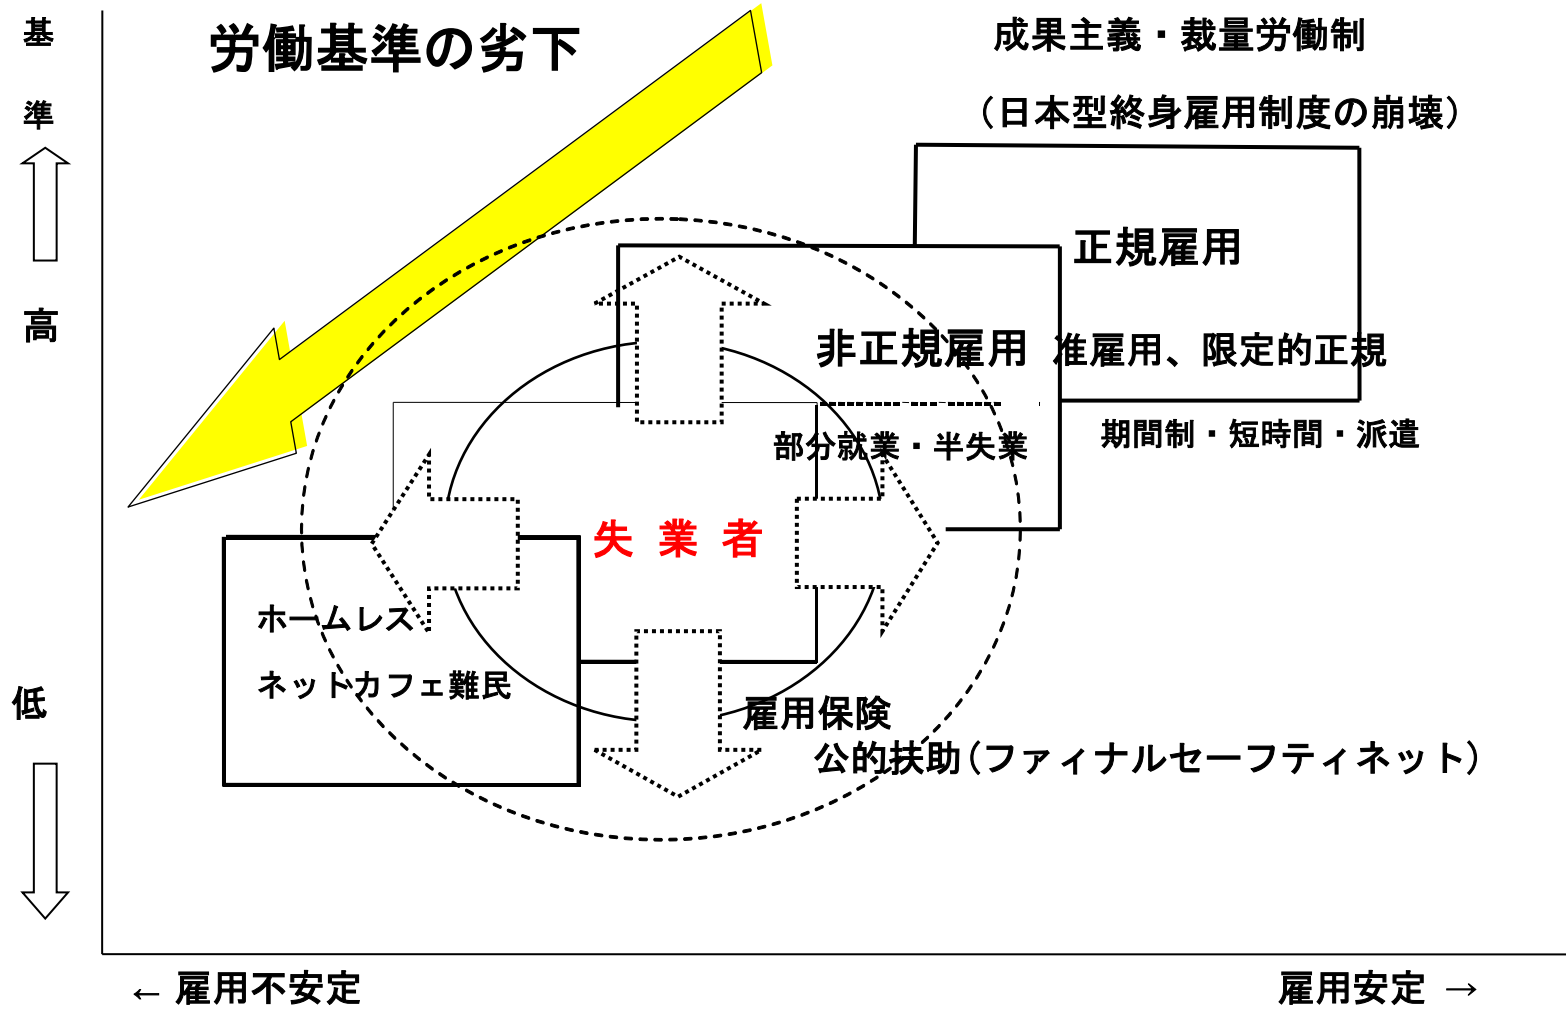 基
準
高
低
労働基準の劣下
成果主義・裁量労働制
（日本型終身雇用制度の崩壊）
正規雇用
非正規雇用
准雇用、限定的正規
期間制・短時間・派遣
部分就業・半失業
失 業 者
ホームレス
ネットカフェ難民
雇用保険
公的扶助（ファィナルセーフティネット）
← 雇用不安定
雇用安定 →